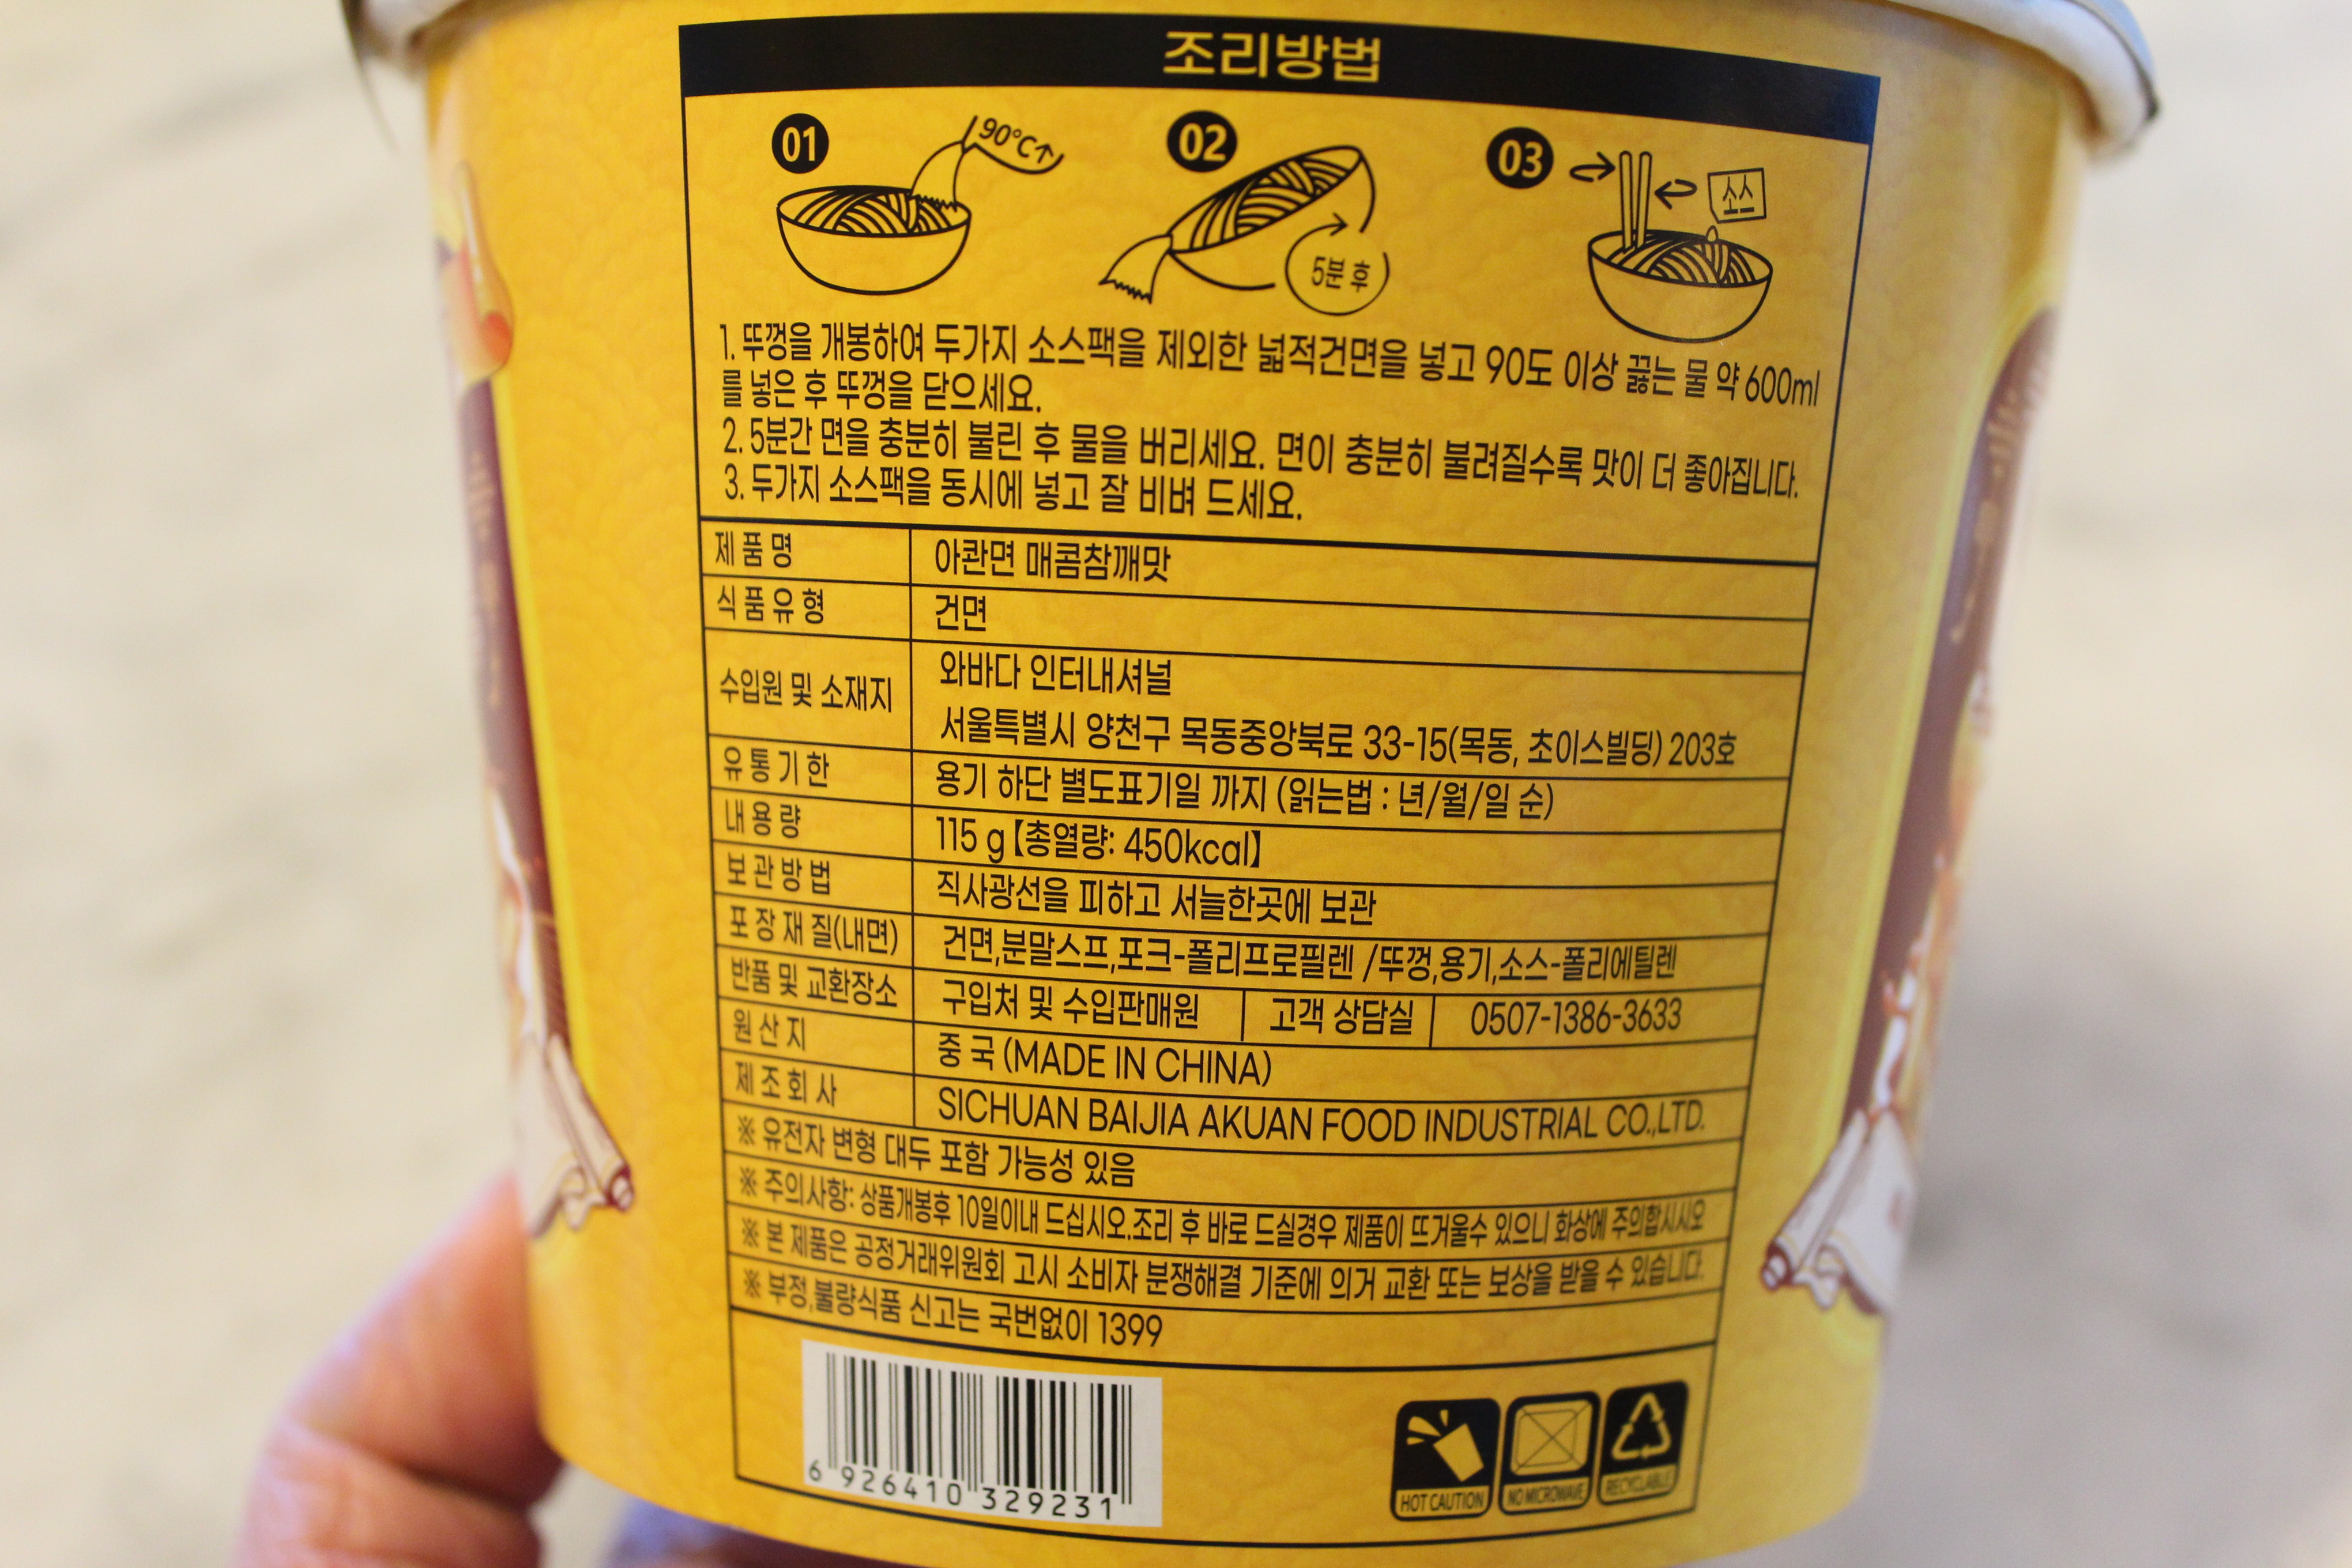 조리방법
01
90°C↑
02
5분 후
03
소스
1. 뚜껑을 개봉하여 두가지 소스팩을 제외한 넓적건면을 넣고 90도 이상 끓는 물 약 600ml
를 넣은 후 뚜껑을 닫으세요.
2. 5분간 면을 충분히 불린 후 물을 버리세요. 면이 충분히 불려질수록 맛이 더 좋아집니다.
3. 두가지 소스팩을 동시에 넣고 잘 비벼 드세요.
제품명 아콴면 매콤참깨맛
식품유형 건면
수입원 및 소재지 와바다 인터내셔널
서울특별시 양천구 목동중앙북로 33-15(목동, 초이스빌딩) 203호
유통기한 용기 하단 별도표기일 까지 (읽는법 : 년/월/일 순)
내용량 115 g【총열량: 450kcal】
보관방법 직사광선을 피하고 서늘한곳에 보관
포장재질(내면) 건면,분말스프,포크-폴리프로필렌 /뚜껑,용기,소스-폴리에틸렌
반품 및 교환장소 구입처 및 수입판매원 고객 상담실 0507-1386-3633
원산지 중국 (MADE IN CHINA)
제조회사 SICHUAN BAIJIA AKUAN FOOD INDUSTRIAL CO.,LTD.
※ 유전자 변형 대두 포함 가능성 있음
※ 주의사항: 상품개봉후 10일이내 드십시오.조리 후 바로 드실경우 제품이 뜨거울수 있으니 화상에 주의합시시오
※ 본 제품은 공정거래위원회 고시 소비자 분쟁해결 기준에 의거 교환 또는 보상을 받을 수 있습니다.
※ 부정,불량식품 신고는 국번없이 1399
6 926410 329231
HOT CAUTION
NO MICROWAVE
RECYCLABLE